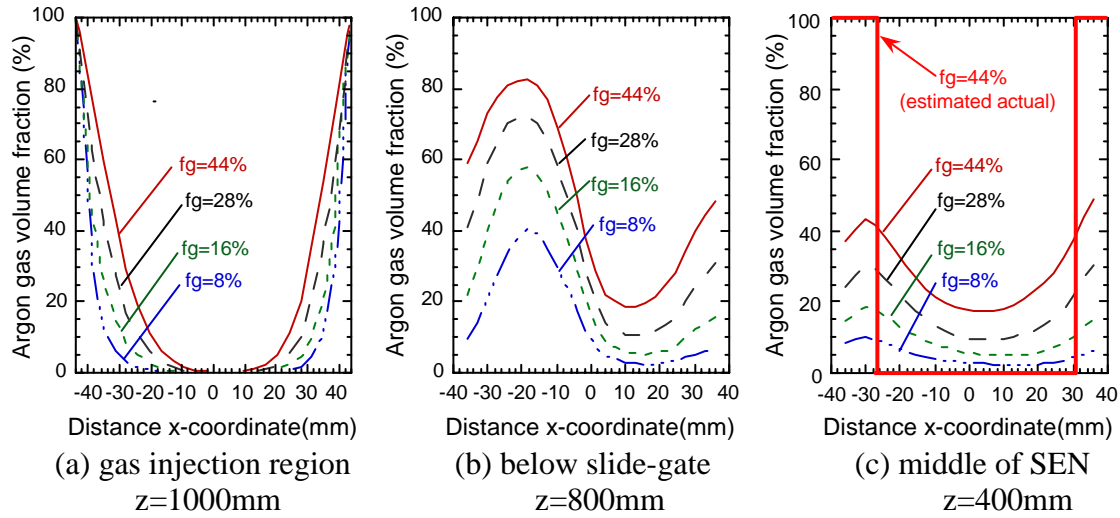 Argon gas volume fraction (%)
100
80
60
40
20
0
fg=44%
fg=28%
fg=16%
fg=8%
-40 -30 -20 -10 0 10 20 30 40
Distance x-coordinate(mm)
(a) gas injection region
z=1000mm
Argon gas volume fraction (%)
100
80
60
40
20
0
fg=44%
fg=28%
fg=16%
fg=8%
-40 -30 -20 -10 0 10 20 30 40
Distance x-coordinate(mm)
(b) below slide-gate
z=800mm
Argon gas volume fraction (%)
100
80
60
40
20
0
fg=44%
(estimated actual)
fg=44%
fg=28%
fg=16%
fg=8%
-40 -30 -20 -10 0 10 20 30 40
Distance x-coordinate(mm)
(c) middle of SEN
z=400mm